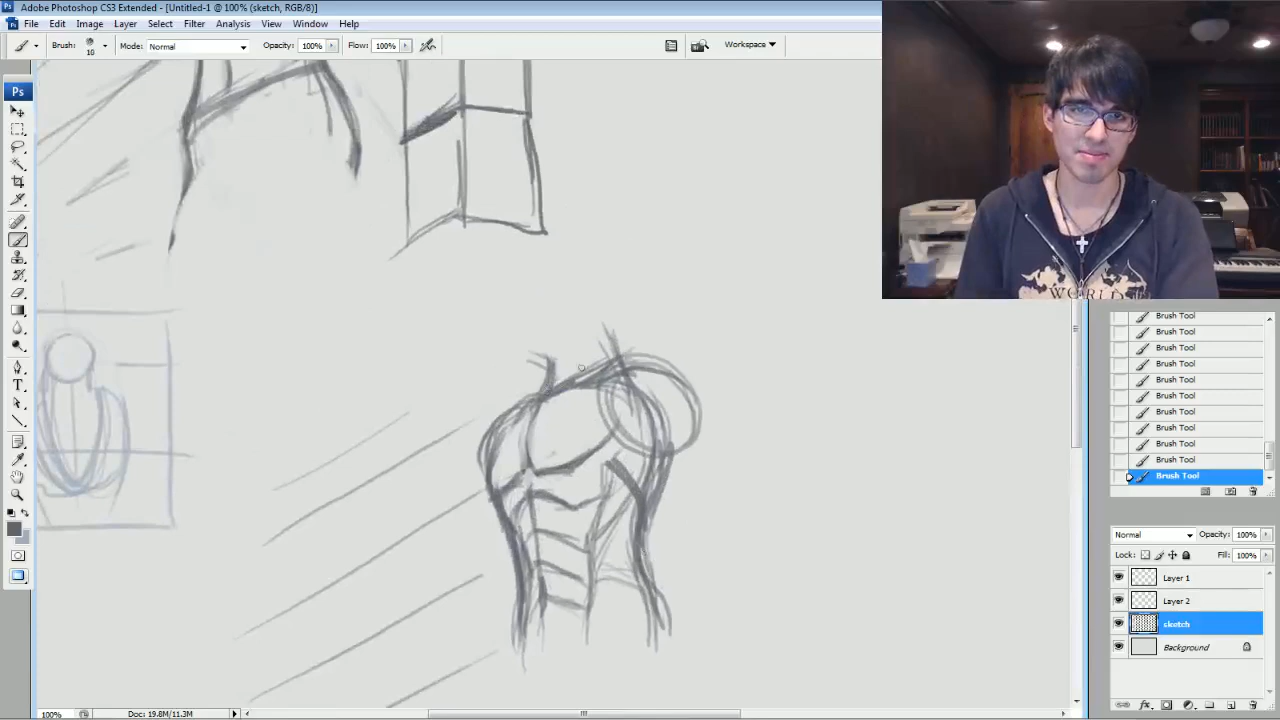 Adobe Photoshop CS3 Extended - [Untitled-1 @ 100% (sketch, RGB/8)]
File Edit Image Layer Select Filter Analysis View Window Help
Brush: 10 Mode: Normal Opacity: 100% Flow: 100% Workspace
Ps
WORLD
Brush Tool
Brush Tool
Brush Tool
Brush Tool
Brush Tool
Brush Tool
Brush Tool
Brush Tool
Brush Tool
Brush Tool
Brush Tool
Normal Opacity: 100%
Lock: Fill: 100%
Layer 1
Layer 2
sketch
Background
100% Doc: 19.8M/11.3M